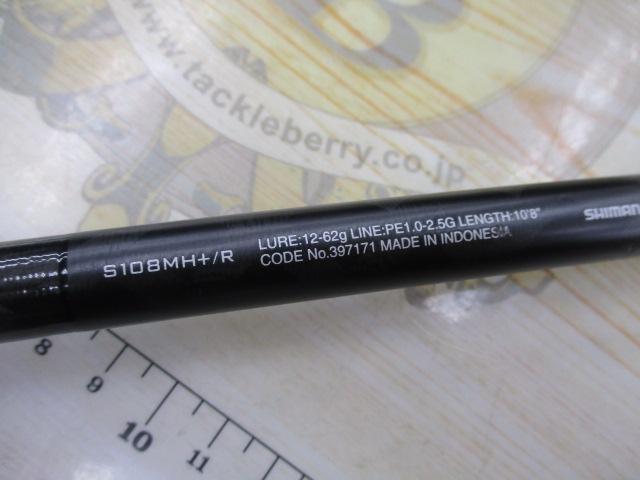 B
www.tackleberry.co.jp
S108MH+/R
LURE:12-62g LINE:PE1.0-2.5G LENGTH:10'8"
CODE No.397171 MADE IN INDONESIA
8
9
10
11